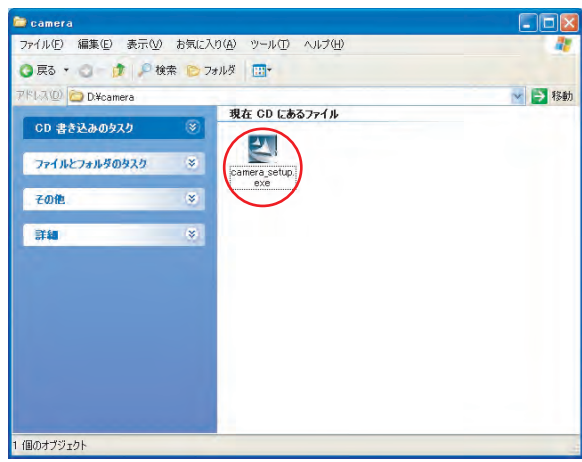 camera
ファイル(F) 編集(E) 表示(V) お気に入り(A) ツール(T) ヘルプ(H)
戻る 検索 フォルダ
アドレス(D) D:¥camera 移動
CD 書き込みのタスク
ファイルとフォルダのタスク
その他
詳細
現在 CD にあるファイル
camera_setup.
exe
1 個のオブジェクト